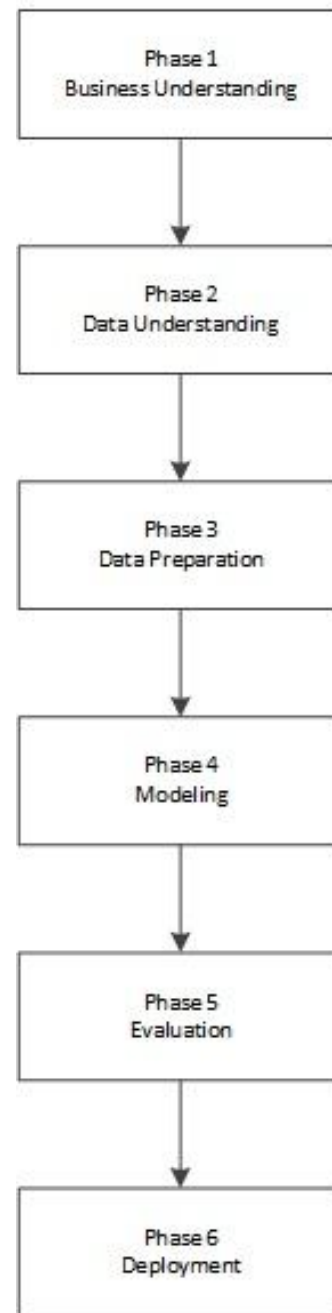 Phase 1
Business Understanding
Phase 2
Data Understanding
Phase 3
Data Preparation
Phase 4
Modeling
Phase 5
Evaluation
Phase 6
Deployment